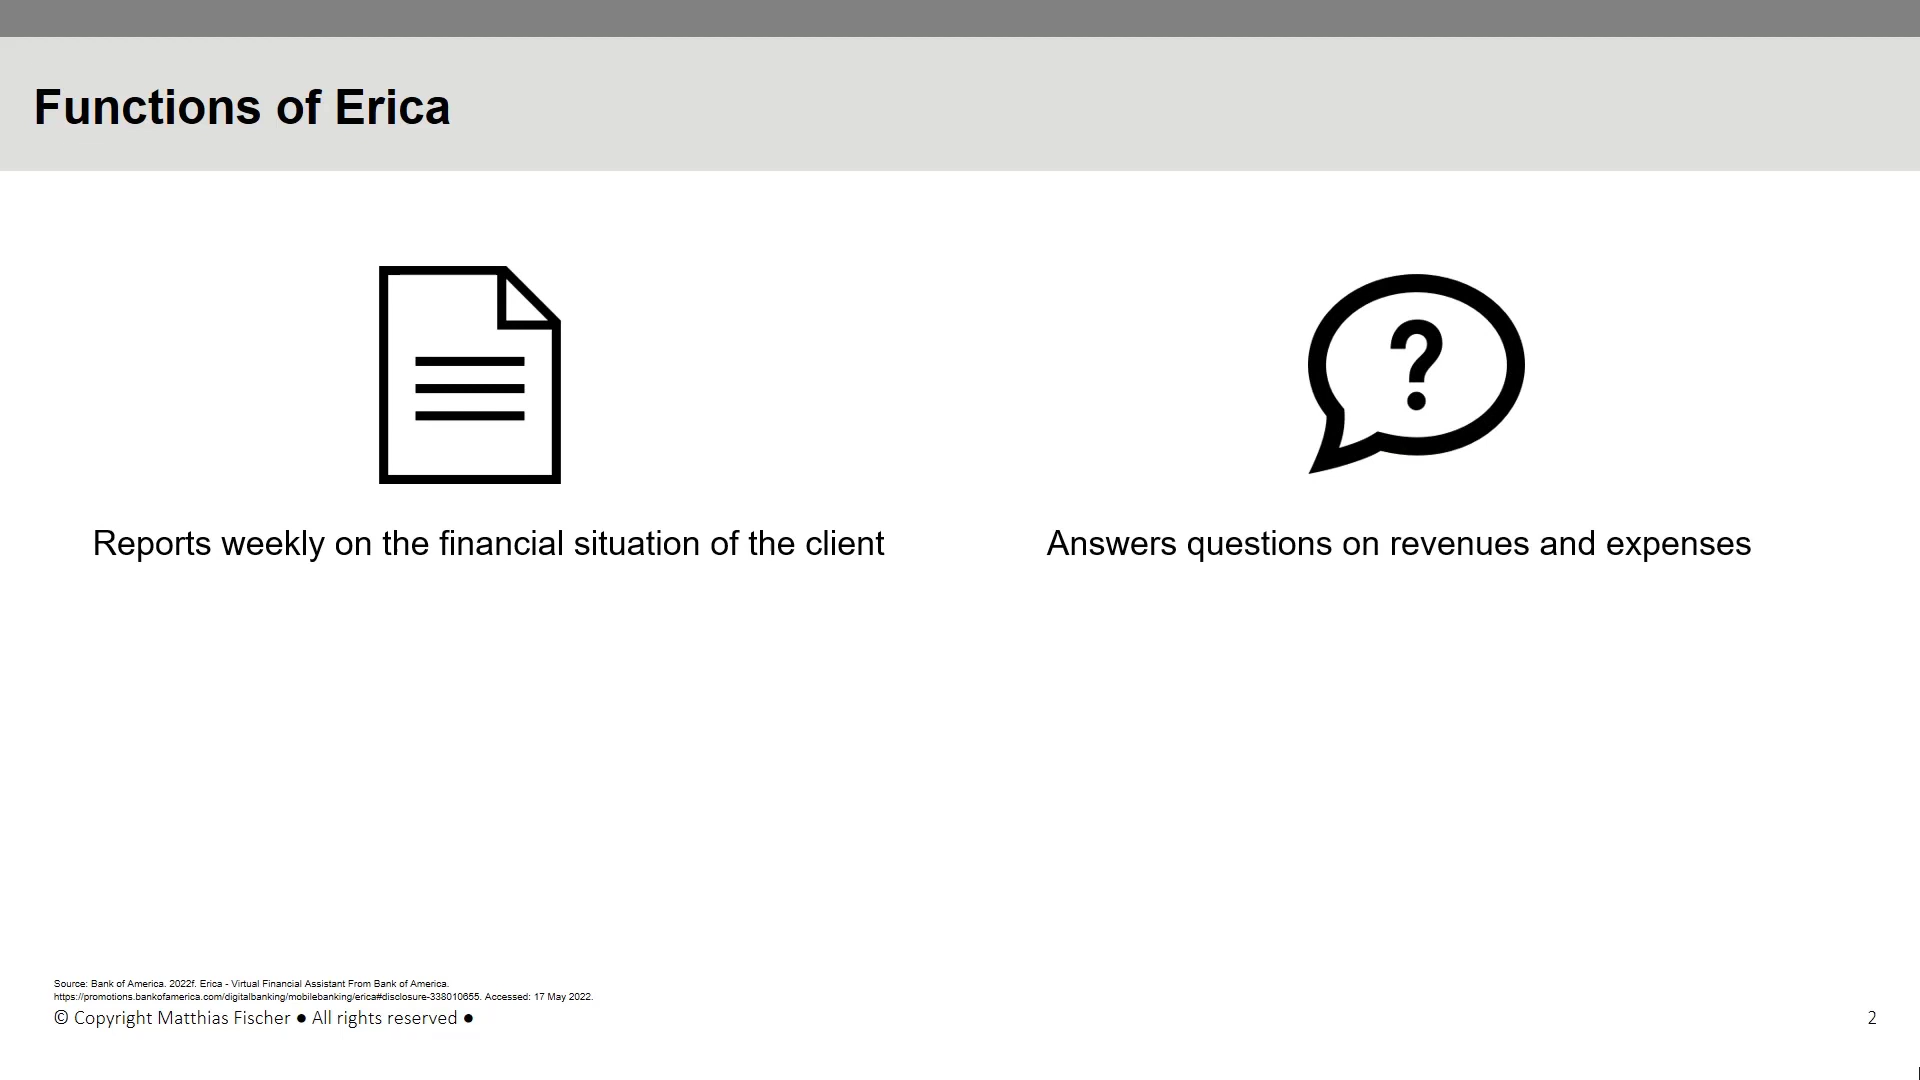 Functions of Erica
?
Reports weekly on the financial situation of the client
Answers questions on revenues and expenses
Source: Bank of America. 2022f. Erica - Virtual Financial Assistant From Bank of America.
https://promotions.bankofamerica.com/digitalbanking/mobilebanking/erica#disclosure-338010655. Accessed: 17 May 2022.
© Copyright Matthias Fischer ● All rights reserved ●
2